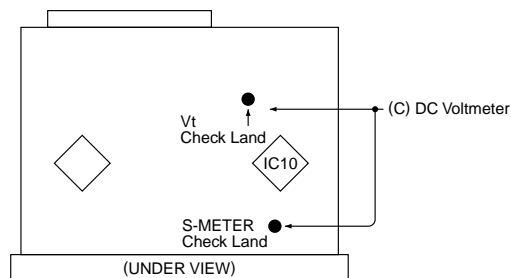 (C) DC Voltmeter
Vt
Check Land
IC10
S-METER
Check Land
(UNDER VIEW)